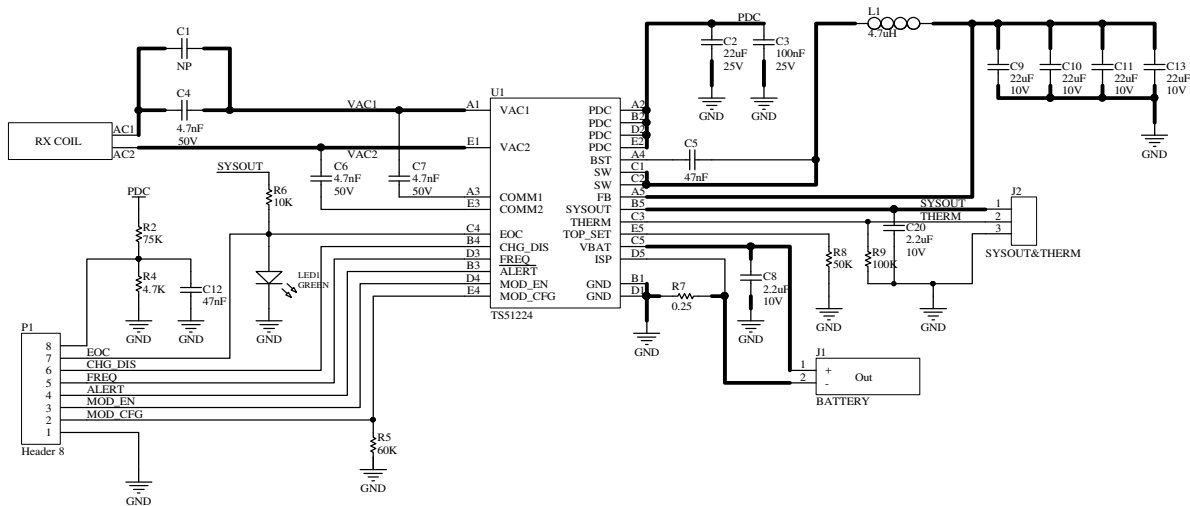 C1
NP
C4
4.7nF
50V
RX COIL
AC1
AC2
VAC1
VAC2
C6
4.7nF
50V
C7
4.7nF
50V
SYSOUT
R6
10K
PDC
R2
75K
R4
4.7K
C12
47nF
GND
GND
LED1
GREEN
GND
U1
TS51224
A1 VAC1
E1 VAC2
A3 COMM1
E3 COMM2
C4 EOC
B4 CHG_DIS
D3 FREQ
B3 ALERT
D4 MOD_EN
E4 MOD_CFG
PDC A2
PDC B2
PDC D2
PDC E2
BST A4
SW C1
SW C2
FB A5
SYSOUT B5
THERM C3
TOP_SET E5
VBAT C5
ISP D5
GND B1
GND D1
PDC
C2
22uF
25V
GND
C3
100nF
25V
GND
C5
47nF
L1
4.7uH
C9
22uF
10V
C10
22uF
10V
C11
22uF
10V
C13
22uF
10V
GND
SYSOUT
THERM
J2
1
2
3
SYSOUT&THERM
C20
2.2uF
10V
R8
50K
GND
R9
100K
GND
C8
2.2uF
10V
GND
R7
0.25
GND
J1
1 +
2 -
Out
BATTERY
P1
8
7 EOC
6 CHG_DIS
5 FREQ
4 ALERT
3 MOD_EN
2 MOD_CFG
1
Header 8
GND
R5
60K
GND